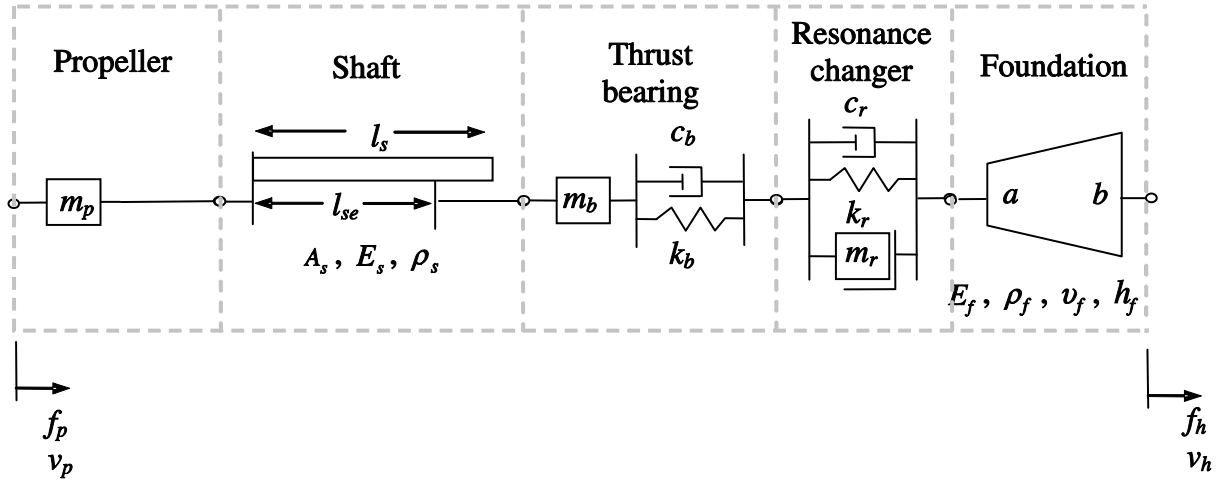 Propeller
Shaft
Thrust
bearing
Resonance
changer
Foundation
l_s
l_se
A_s , E_s , ρ_s
m_p
m_b
c_b
k_b
c_r
k_r
m_r
a
b
E_f , ρ_f , υ_f , h_f
f_p
v_p
f_h
v_h